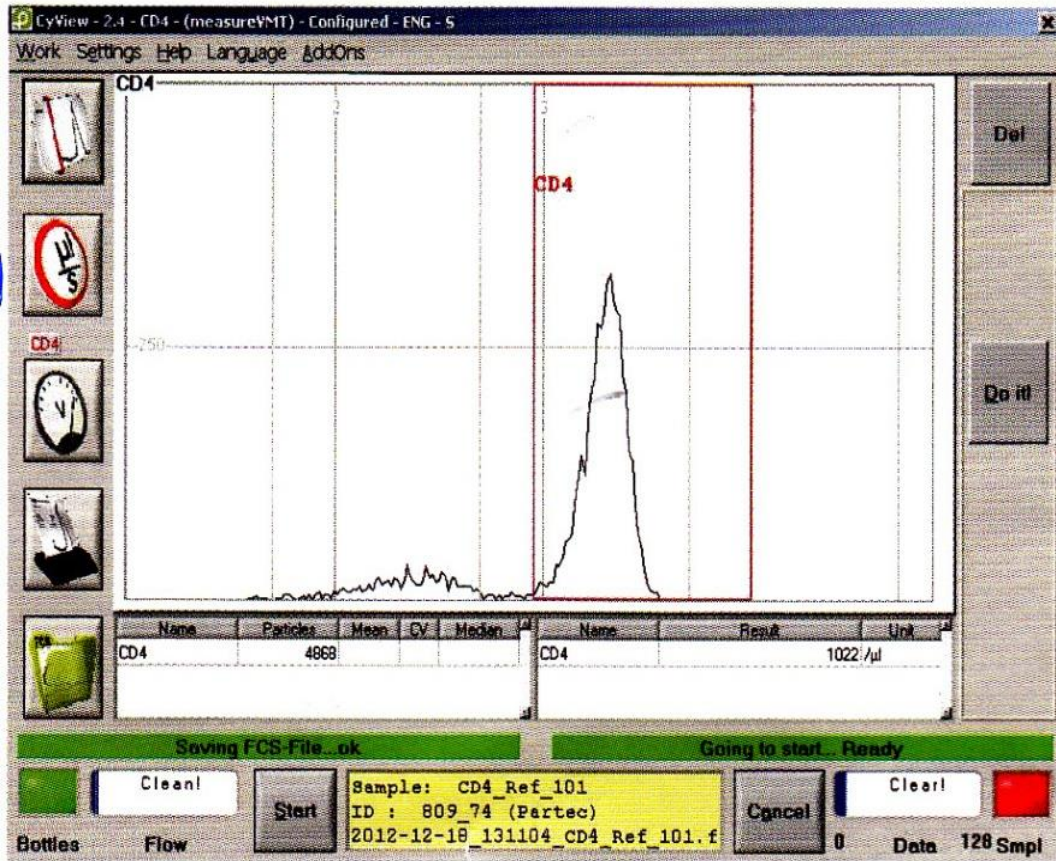 CyView - 2.4 - CD4 - (measureVMT) - Configured - ENG - S
Work Settings Help Language AddOns
CD4
Del
CD4
µl/S
CD4
250
Do it!
Name Particles Mean CV Median
CD4 4868
Name Result Unit
CD4 1022 /µl
Saving FCS-File...ok
Going to start... Ready
Clean!
Start
Sample: CD4_Ref_101
ID : 809_74 (Partec)
2012-12-18_131104_CD4_Ref_101.f
Cancel
Clear!
Bottles Flow
0 Data 128 Smpl